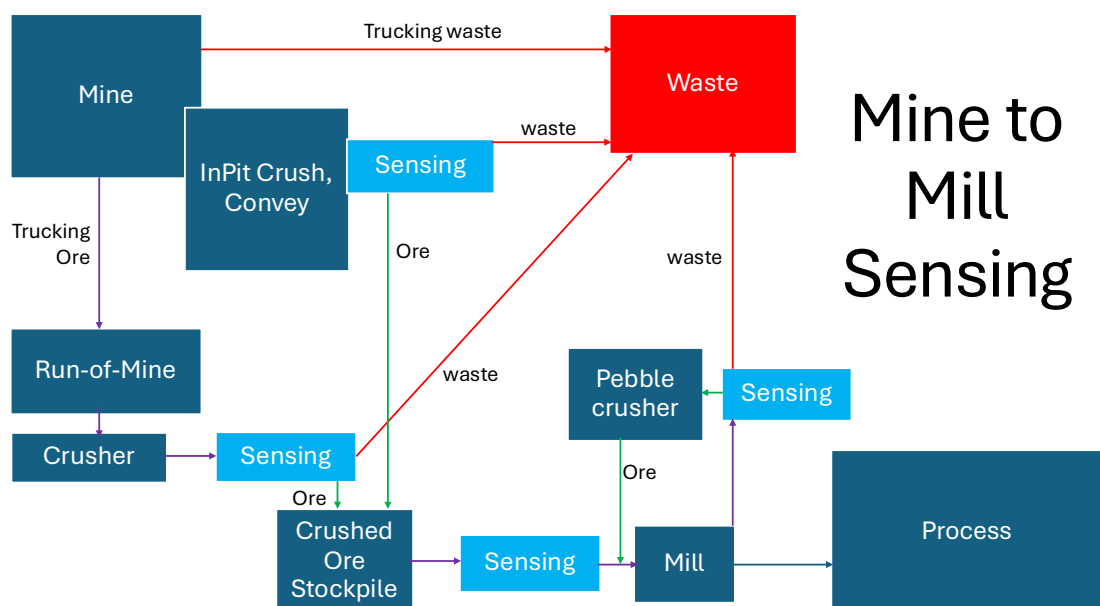 Trucking waste
Mine
Waste
Mine to
Mill
Sensing
waste
Sensing
InPit Crush,
Convey
Trucking
Ore
Ore
waste
Run-of-Mine
waste
Pebble
crusher
Sensing
Crusher
Sensing
Ore
Ore
Crushed
Ore
Stockpile
Sensing
Mill
Process